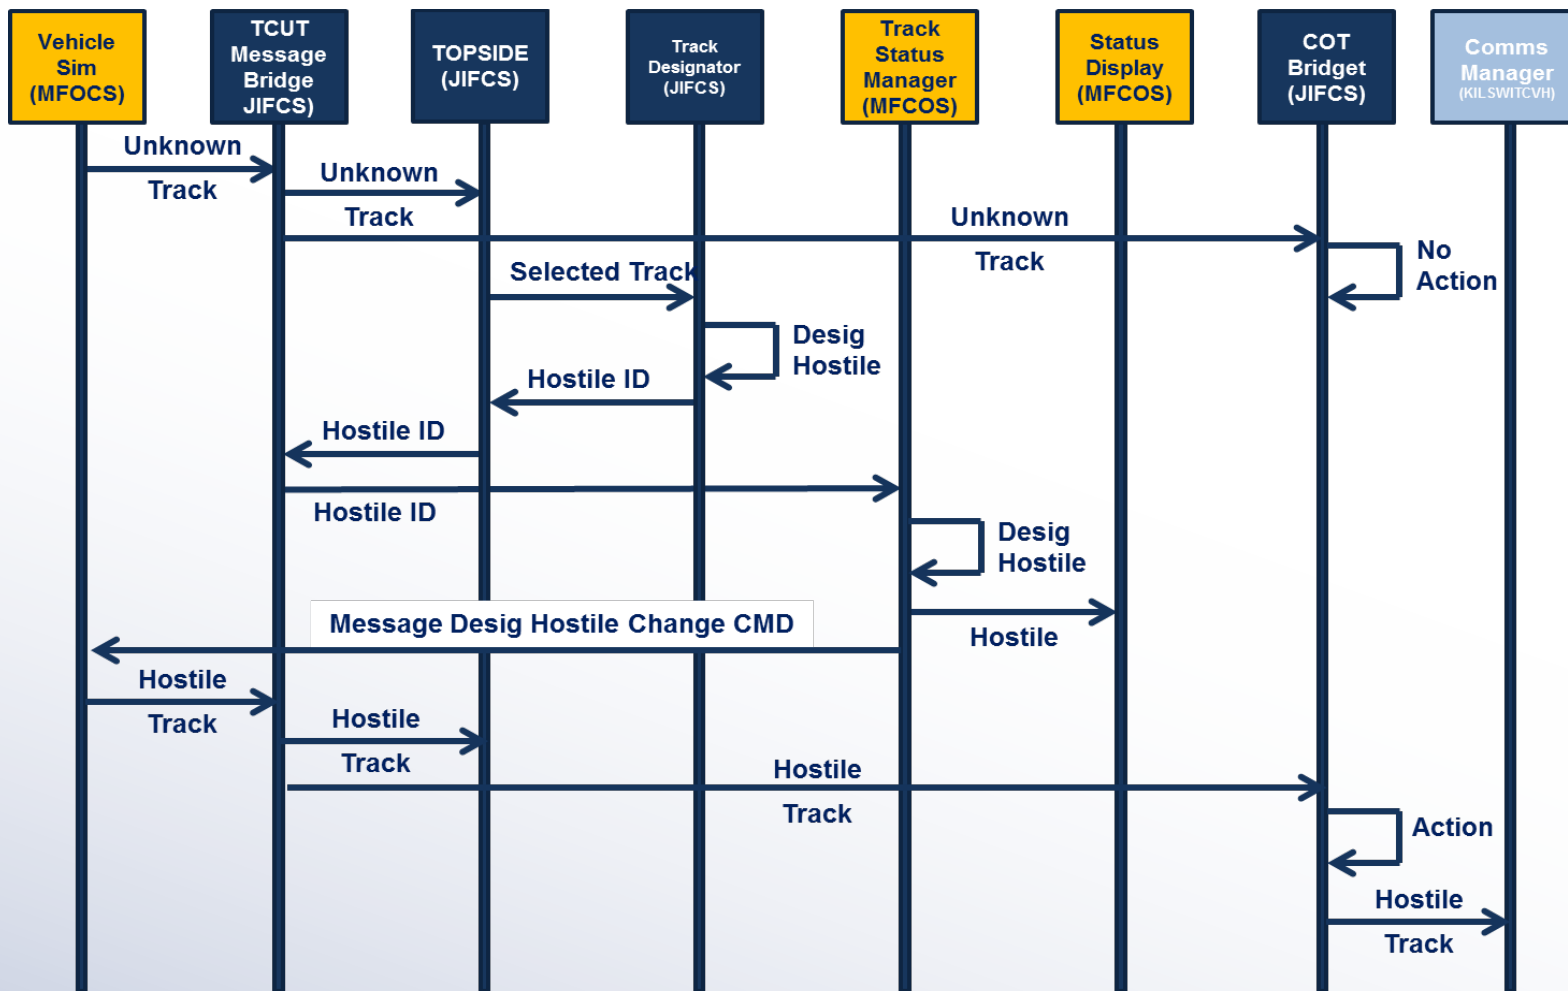 Vehicle
Sim
(MFOCS)
TCUT
Message
Bridge
JIFCS)
TOPSIDE
(JIFCS)
Track
Designator
(JIFCS)
Track
Status
Manager
(MFCOS)
Status
Display
(MFCOS)
COT
Bridget
(JIFCS)
Comms
Manager
(KILSWITCVH)
Unknown
Track
Unknown
Track
Unknown
Track
No
Action
Selected Track
Desig
Hostile
Hostile ID
Hostile ID
Hostile ID
Desig
Hostile
Message Desig Hostile Change CMD
Hostile
Hostile
Track
Hostile
Track
Hostile
Track
Action
Hostile
Track